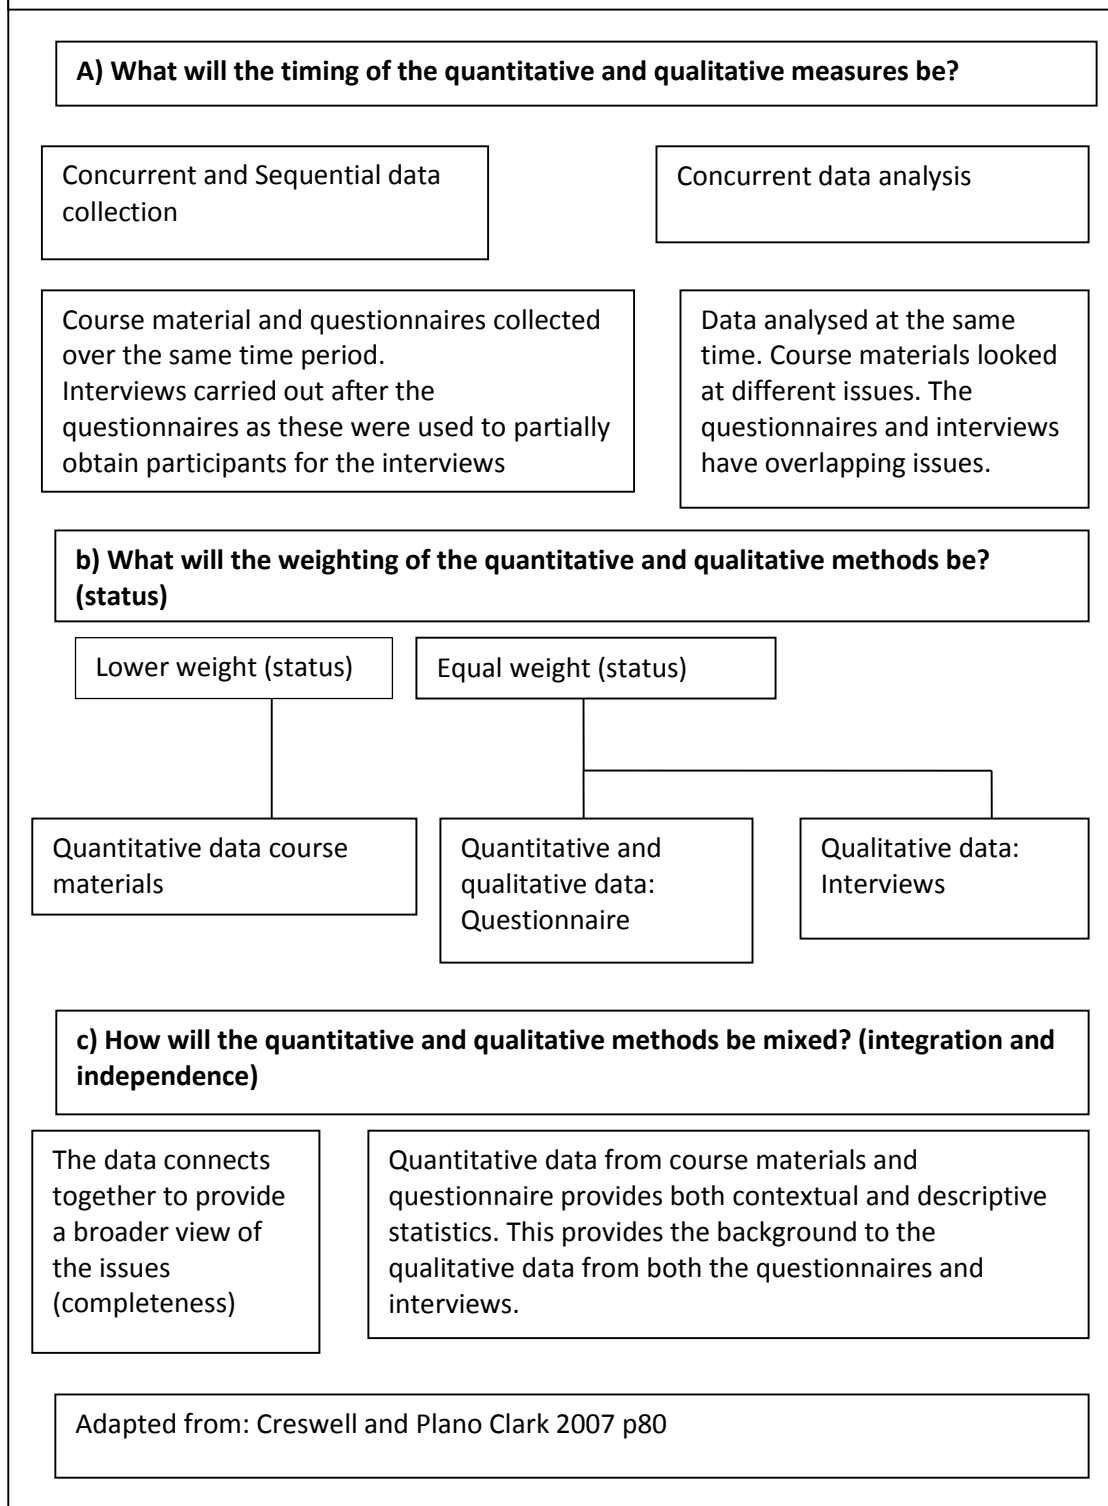 A) What will the timing of the quantitative and qualitative measures be?
Concurrent and Sequential data
collection
Concurrent data analysis
Course material and questionnaires collected
over the same time period.
Interviews carried out after the
questionnaires as these were used to partially
obtain participants for the interviews
Data analysed at the same
time. Course materials looked
at different issues. The
questionnaires and interviews
have overlapping issues.
b) What will the weighting of the quantitative and qualitative methods be?
(status)
Lower weight (status)
Equal weight (status)
Quantitative data course
materials
Quantitative and
qualitative data:
Questionnaire
Qualitative data:
Interviews
c) How will the quantitative and qualitative methods be mixed? (integration and
independence)
The data connects
together to provide
a broader view of
the issues
(completeness)
Quantitative data from course materials and
questionnaire provides both contextual and descriptive
statistics. This provides the background to the
qualitative data from both the questionnaires and
interviews.
Adapted from: Creswell and Plano Clark 2007 p80